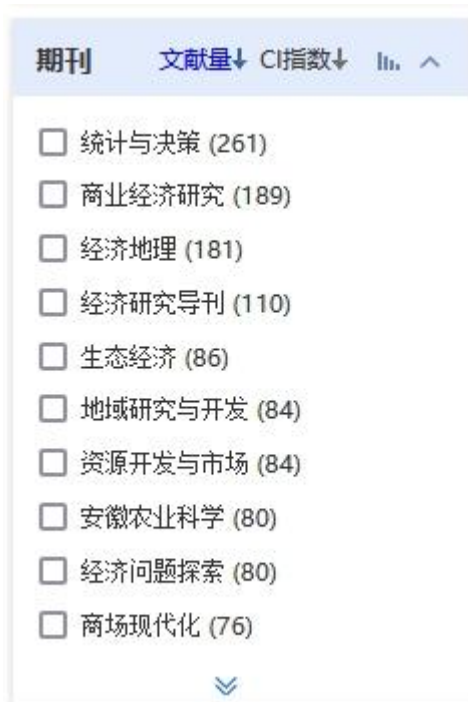 期刊 文献量↓ CI指数↓
统计与决策 (261)
商业经济研究 (189)
经济地理 (181)
经济研究导刊 (110)
生态经济 (86)
地域研究与开发 (84)
资源开发与市场 (84)
安徽农业科学 (80)
经济问题探索 (80)
商场现代化 (76)